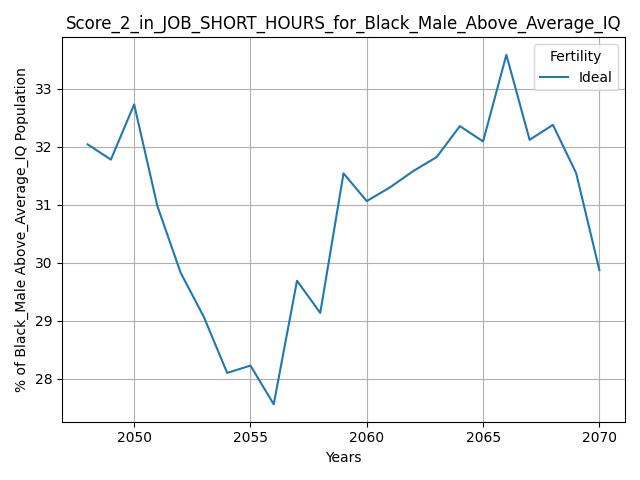 Score_2_in_JOB_SHORT_HOURS_for_Black_Male_Above_Average_IQ
% of Black_Male Above_Average_IQ Population
33
32
31
30
29
28
Fertility
Ideal
2050 2055 2060 2065 2070
Years